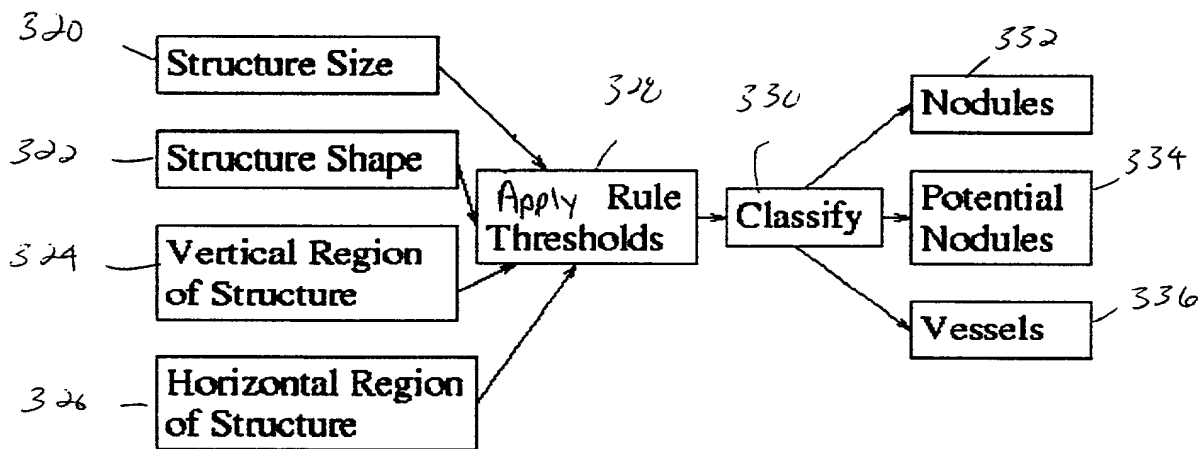 320
Structure Size
322
Structure Shape
324
Vertical Region
of Structure
326
Horizontal Region
of Structure
328
Apply Rule
Thresholds
330
Classify
332
Nodules
334
Potential
Nodules
336
Vessels